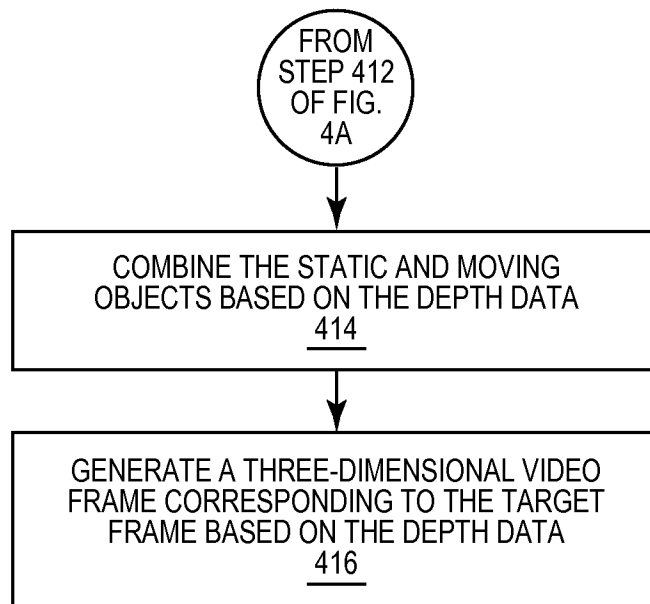 FROM
STEP 412
OF FIG.
4A
COMBINE THE STATIC AND MOVING
OBJECTS BASED ON THE DEPTH DATA
414
GENERATE A THREE-DIMENSIONAL VIDEO
FRAME CORRESPONDING TO THE TARGET
FRAME BASED ON THE DEPTH DATA
416